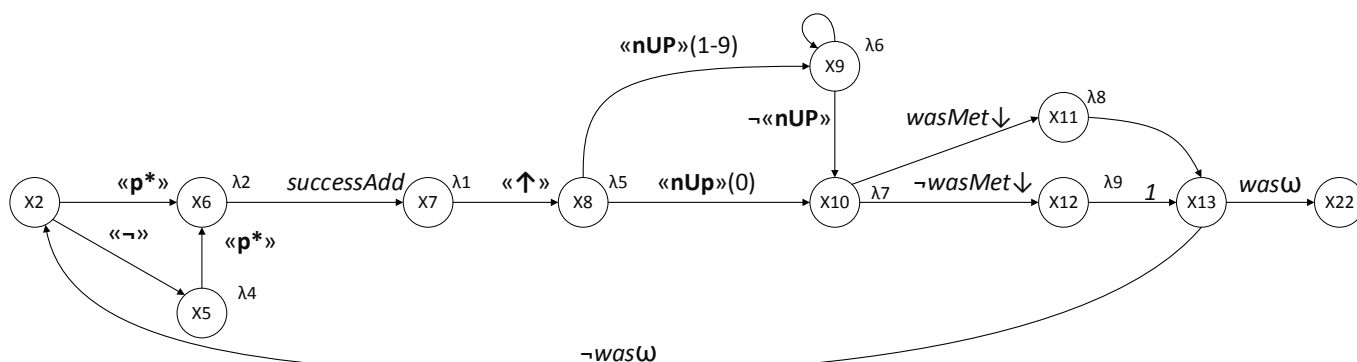 «nUP»(1-9)
X9
λ6
¬«nUP»
wasMet↓
X11
λ8
X2
«p*»
X6
λ2
successAdd
X7
λ1
«↑»
X8
λ5
«nUp»(0)
X10
λ7
¬wasMet↓
X12
λ9
1
X13
wasω
X22
«¬»
«p*»
X5
λ4
¬wasω